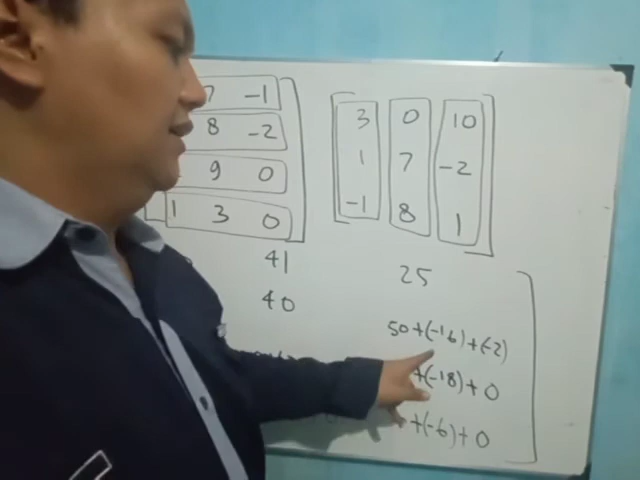 7 -1 3 0 10
8 -2 1 7 -2
9 0 -1 8 1
1 3 0
41 25
40
50+(-16)+(-2)
+(-18)+0
+(-6)+0